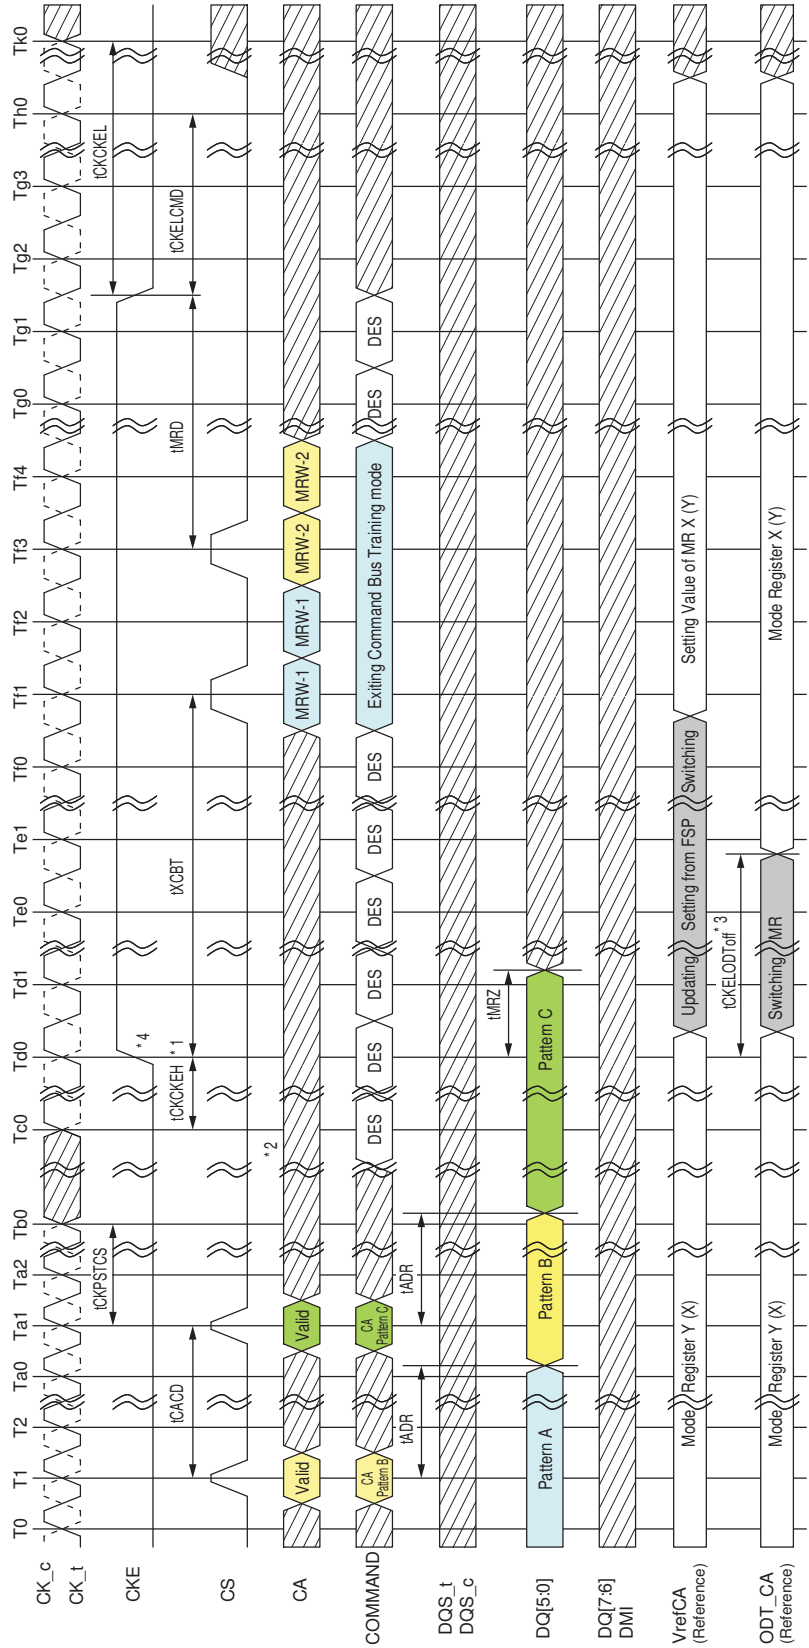 T0 T1 T2 Ta0 Ta1 Ta2 Tb0 Tc0 Td0 Td1 Te0 Te1 Tf0 Tf1 Tf2 Tf3 Tf4 Tg0 Tg1 Tg2 Tg3 Th0 Tk0
CK_c
CK_t
tCKPSTCS
tCKCKEL
CKE
* 4
tCACD
tCKCKEH
* 1
tXCBT
tMRD
tCKELCMD
CS
* 2
CA
Valid
Valid
MRW-1
MRW-1
MRW-2
MRW-2
COMMAND
CA
Pattern B
CA
Pattern C
DES
DES
DES
DES
DES
DES
Exiting Command Bus Training mode
DES
DES
tADR
tADR
DQS_t
DQS_c
tMRZ
DQ[5:0]
Pattern A
Pattern B
Pattern C
DQ[7:6]
DMI
VrefCA
(Reference)
Mode Register Y (X)
Updating Setting from FSP Switching
Setting Value of MR X (Y)
tCKELODToff
* 3
ODT_CA
(Reference)
Mode Register Y (X)
Switching MR
Mode Register X (Y)